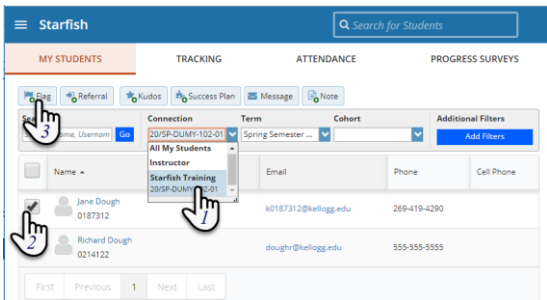 Starfish
Search for Students
MY STUDENTS TRACKING ATTENDANCE PROGRESS SURVEYS
Flag Referral Kudos Success Plan Message Note
Connection Term Cohort Additional Filters
ame, Usernam Go 20/SP-DUMY-102-01 Spring Semester ... Add Filters
3
All My Students
Instructor
Starfish Training
20/SP-DUMY-102-01
1
Name Email Phone Cell Phone
Jane Dough k0187312@kellogg.edu 269-419-4290
0187312
2
Richard Dough doughr@kellogg.edu 555-555-5555
0214122
First Previous 1 Next Last